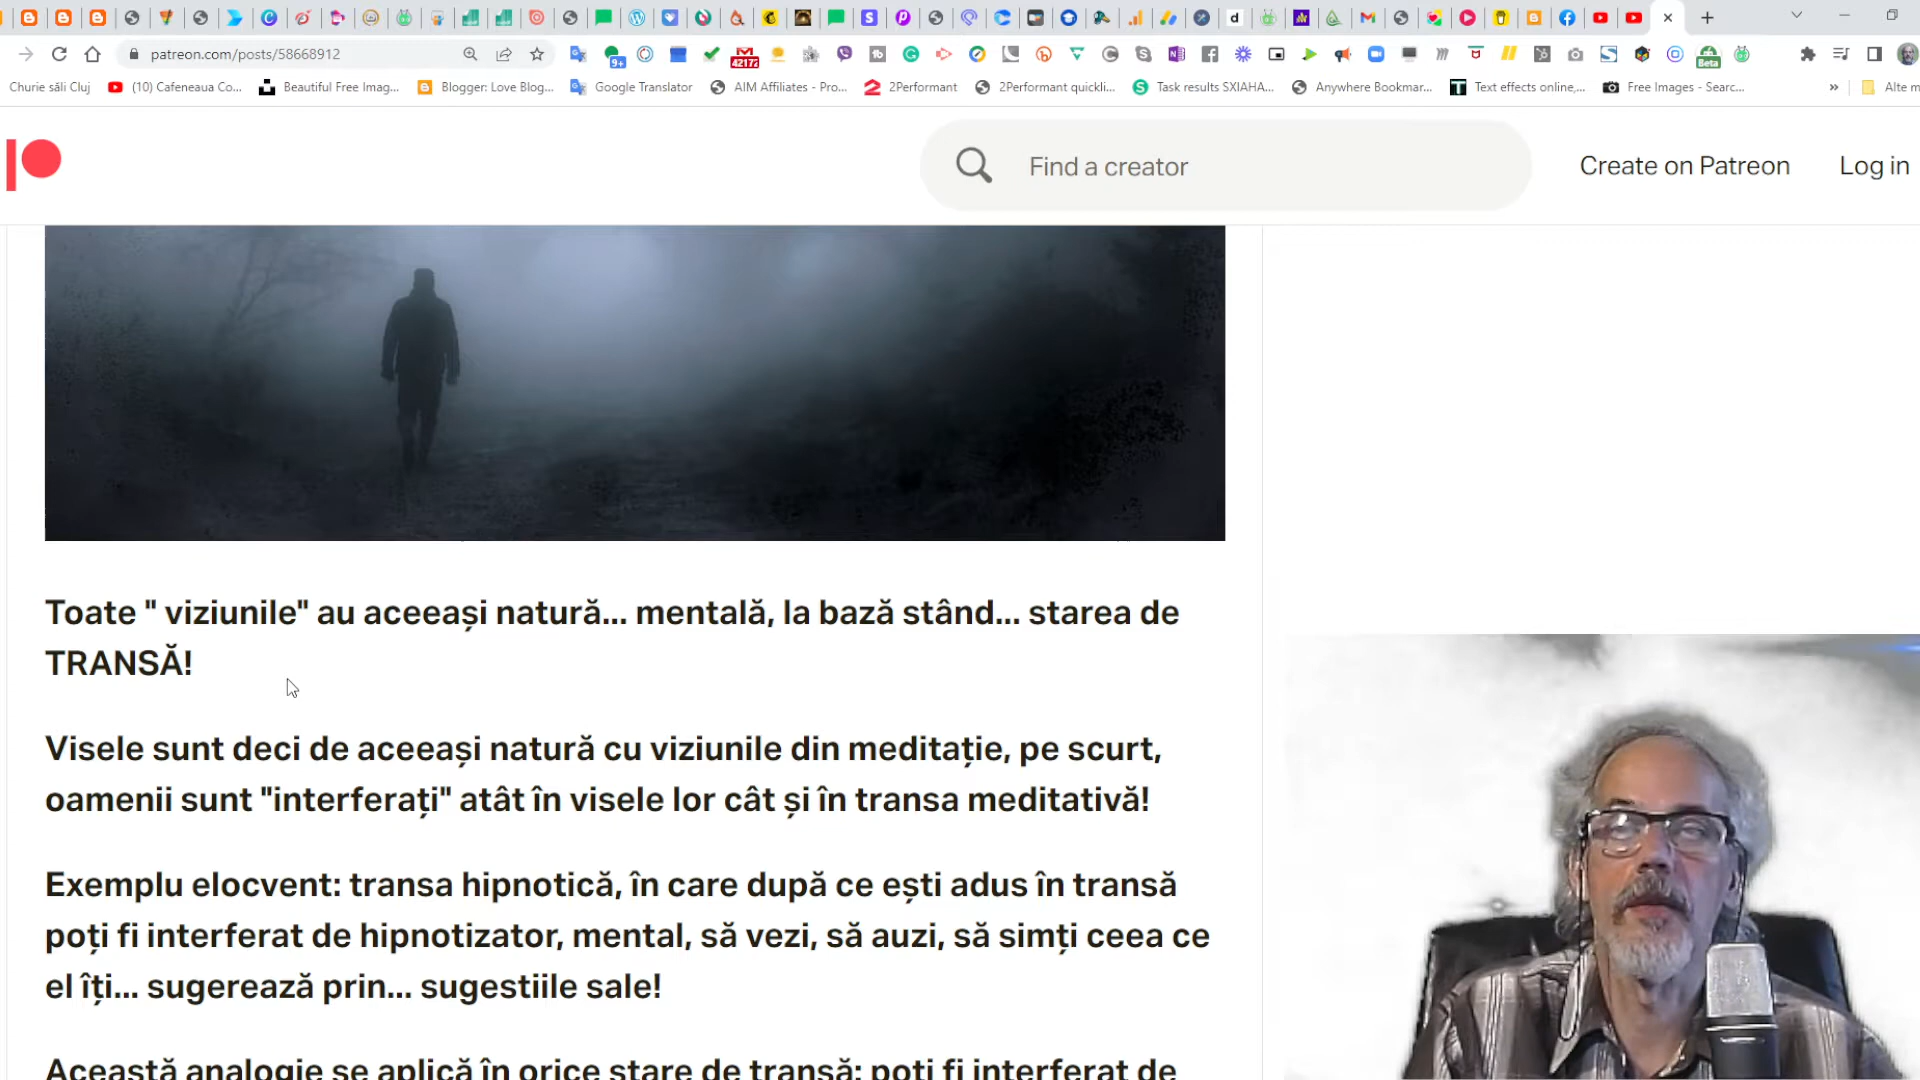 patreon.com/posts/58668912
9+
42173
Beta
Churie săli Cluj
(10) Cafeneaua Co...
Beautiful Free Imag...
Blogger: Love Blog...
Google Translator
AIM Affiliates - Pro...
2Performant
2Performant quickli...
Task results SXIAHA...
Anywhere Bookmar...
Text effects online,...
Free Images - Searc...
»
Alte m
Find a creator
Create on Patreon
Log in
Toate " viziunile" au aceeași natură... mentală, la bază stând... starea de
TRANSĂ!
Visele sunt deci de aceeași natură cu viziunile din meditație, pe scurt,
oamenii sunt "interferați" atât în visele lor cât și în transa meditativă!
Exemplu elocvent: transa hipnotică, în care după ce ești adus în transă
poți fi interferat de hipnotizator, mental, să vezi, să auzi, să simți ceea ce
el îți... sugerează prin... sugestiile sale!
Această analogie se aplică în orice stare de transă: poți fi interferat de